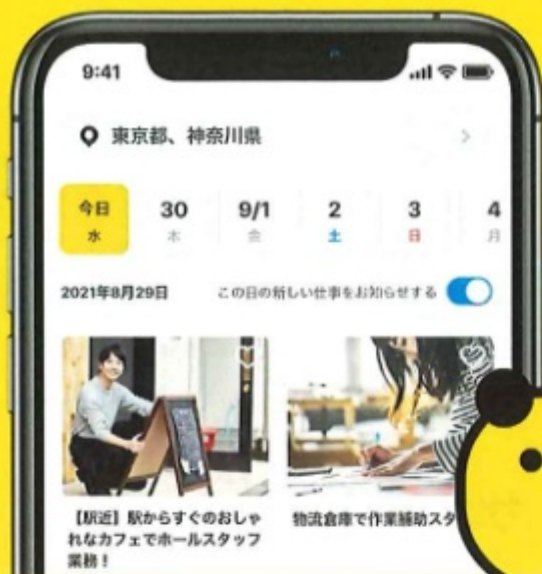 9:41
東京都、神奈川県
今日 30 9/1 2 3 4
水 木 金 土 日 月
2021年8月29日 この日の新しい仕事をお知らせする
【駅近】駅からすぐのおしゃ
れなカフェでホールスタッフ
業務！
物流倉庫で作業補助スタ